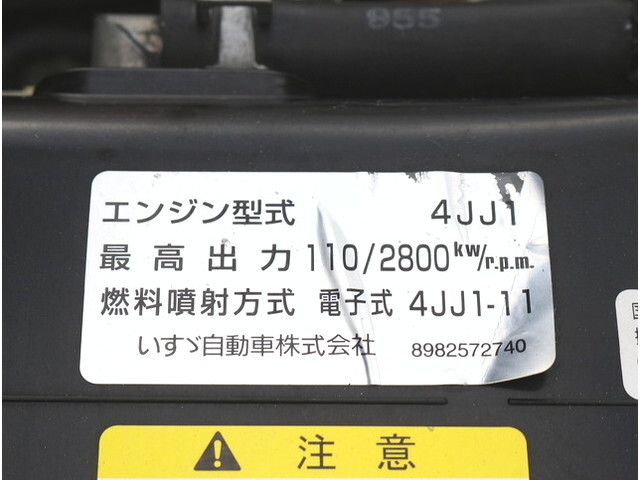 855
エンジン型式 4JJ1
最高出力 110/2800kw/r.p.m.
燃料噴射方式 電子式 4JJ1-11
いすゞ自動車株式会社 8982572740
注意